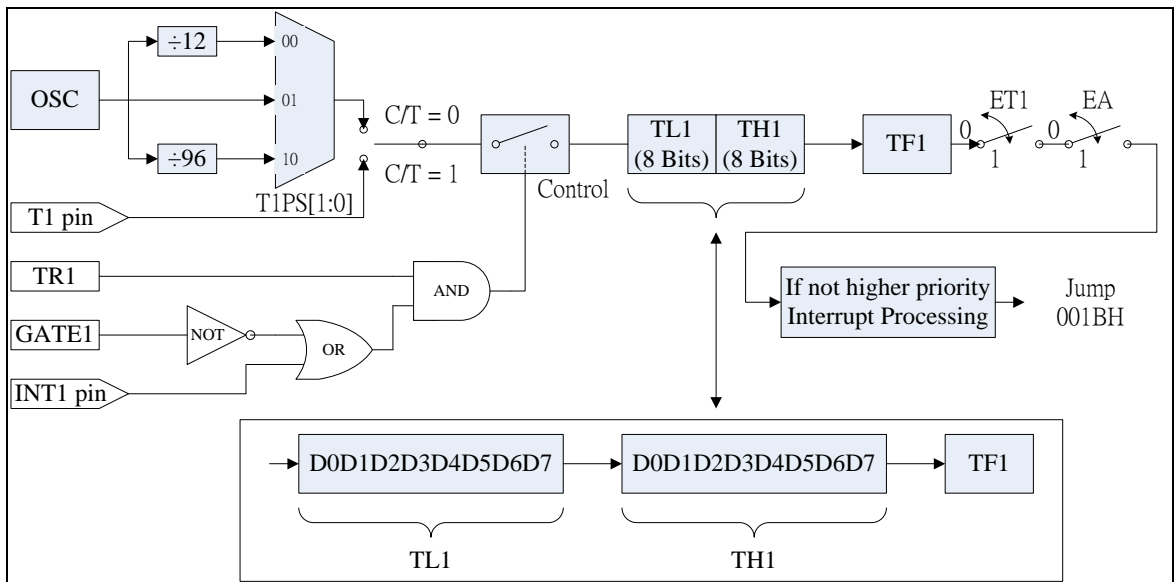 ÷12
00
OSC
01
÷96
10
T1PS[1:0]
T1 pin
C/T = 0
C/T = 1
Control
TL1
(8 Bits)
TH1
(8 Bits)
TF1
ET1
0
1
EA
0
1
TR1
AND
GATE1
NOT
OR
INT1 pin
If not higher priority
Interrupt Processing
Jump
001BH
D0D1D2D3D4D5D6D7
D0D1D2D3D4D5D6D7
TF1
TL1
TH1